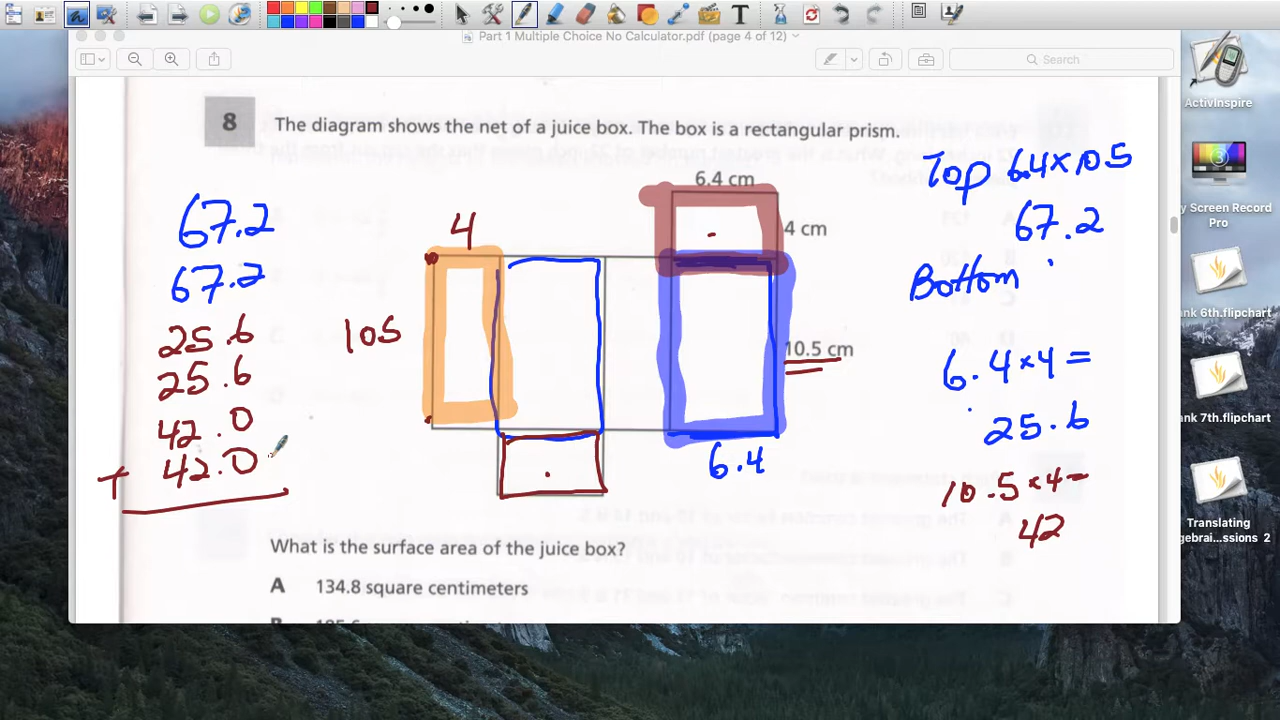 Part 1 Multiple Choice No Calculator.pdf (page 4 of 12)
Search
8
The diagram shows the net of a juice box. The box is a rectangular prism.
6.4 cm
4 cm
10.5 cm
4
105
6.4
67.2
67.2
25.6
25.6
42.0
+ 42.0
Top 6.4×10.5
67.2
Bottom
6.4×4=
25.6
10.5×4=
42
What is the surface area of the juice box?
A 134.8 square centimeters
ActivInspire
y Screen Record
Pro
ank 6th.flipchart
ank 7th.flipchart
Translating
lgebrai...ssions 2